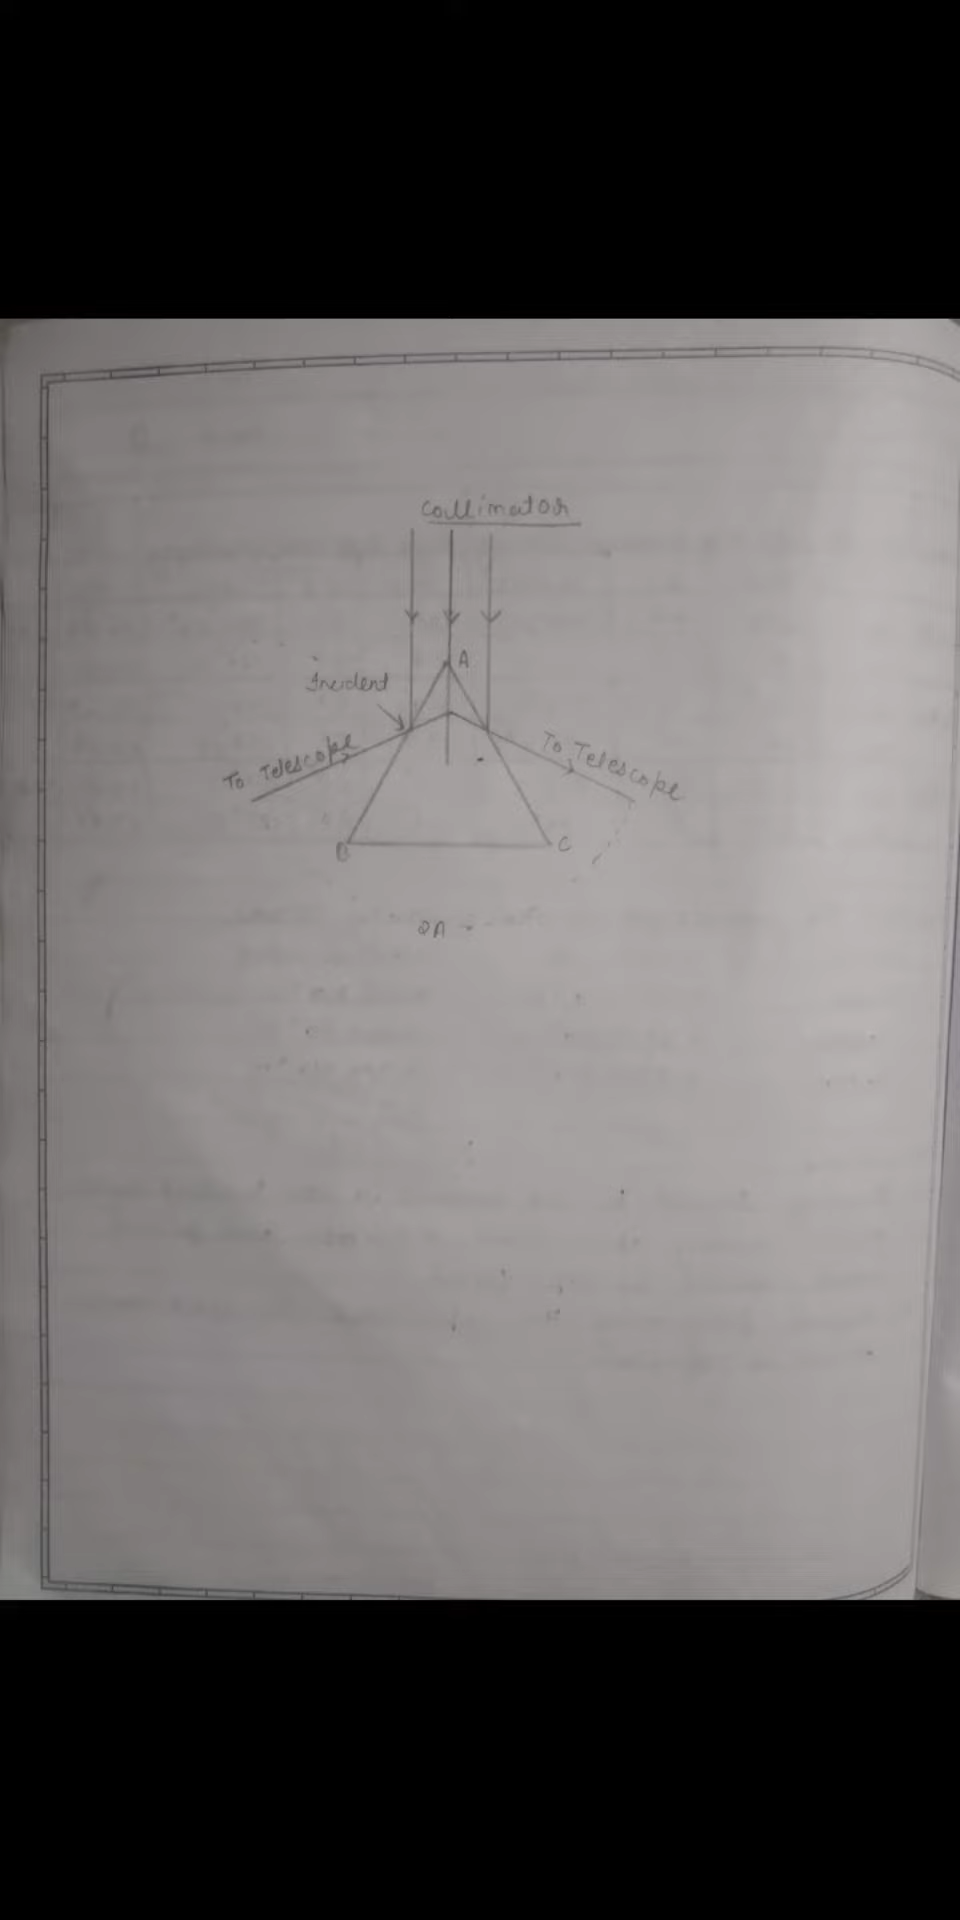 Collimator
A
Incident
To Telescope
To Telescope
B
C
2A =